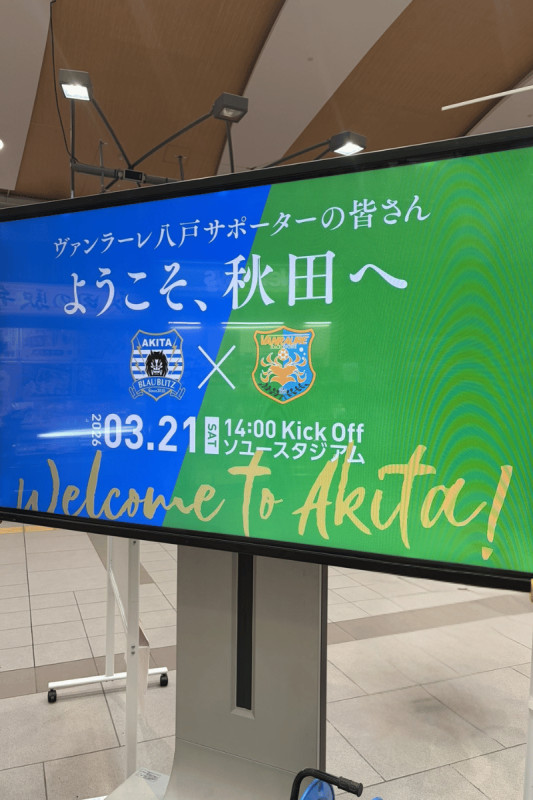 ヴァンラーレ八戸サポーターの皆さん
ようこそ、秋田へ
AKITA
BLAUBLITZ
VANRAURE
2026
03.21
SAT
14:00 Kick Off
ソユースタジアム
Welcome to Akita!